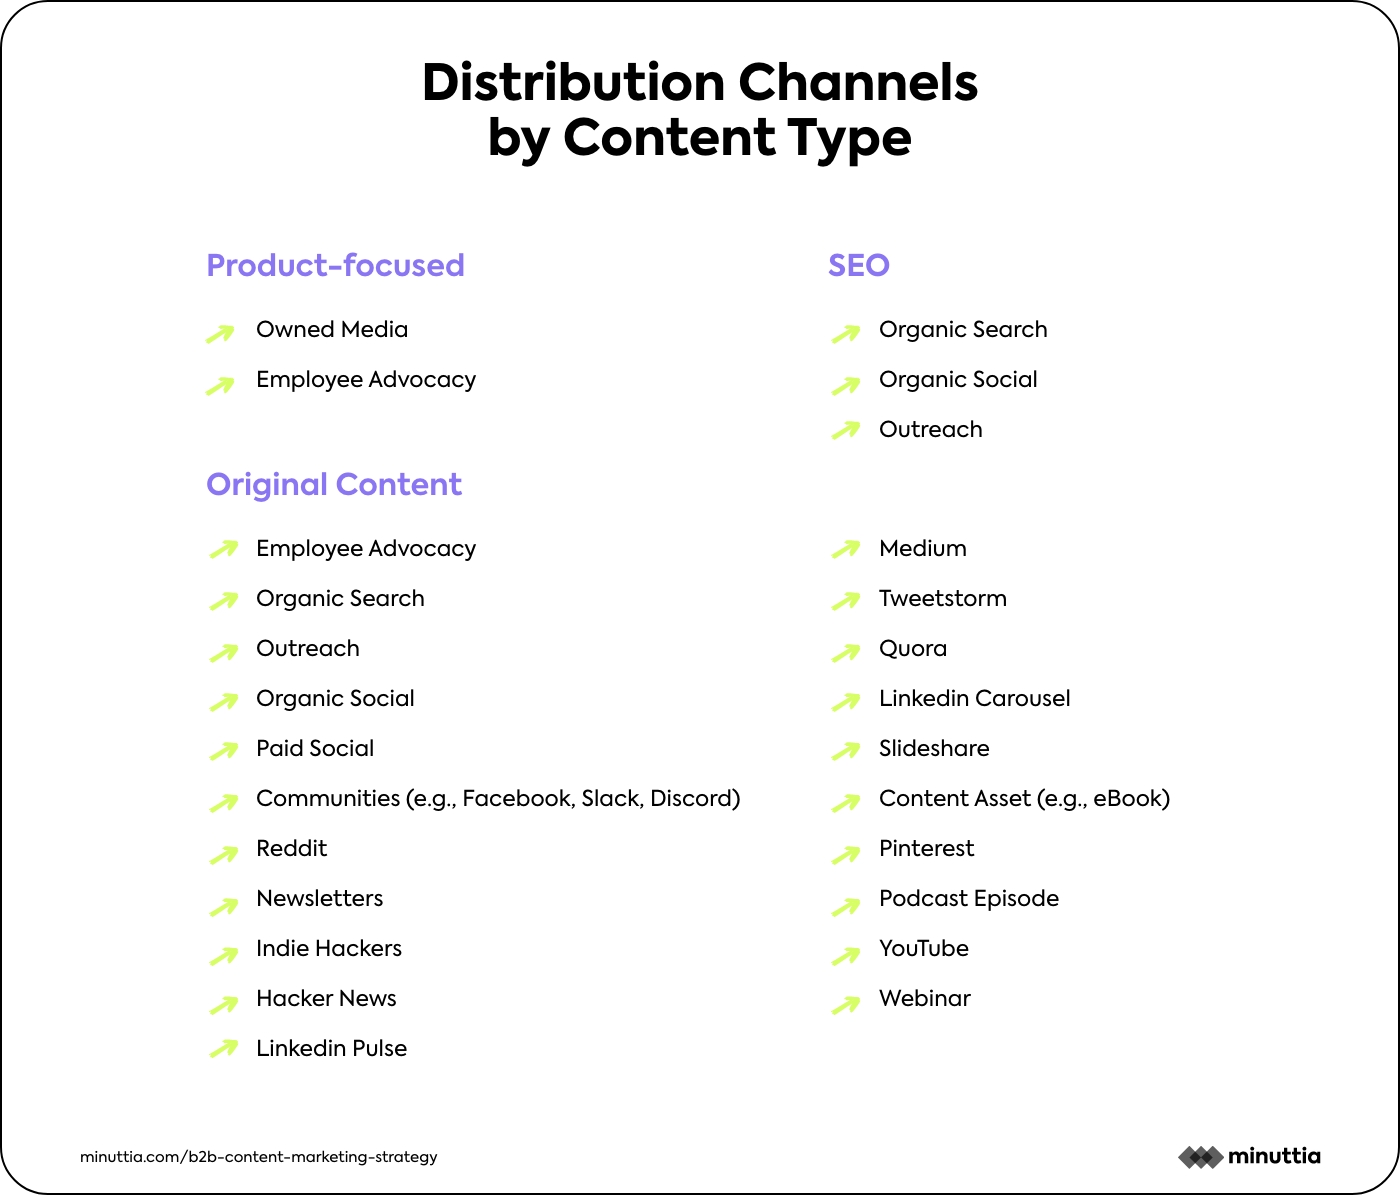 Distribution Channels
by Content Type
Product-focused
Owned Media
Employee Advocacy
SEO
Organic Search
Organic Social
Outreach
Original Content
Employee Advocacy
Organic Search
Outreach
Organic Social
Paid Social
Communities (e.g., Facebook, Slack, Discord)
Reddit
Newsletters
Indie Hackers
Hacker News
Linkedin Pulse
Medium
Tweetstorm
Quora
Linkedin Carousel
Slideshare
Content Asset (e.g., eBook)
Pinterest
Podcast Episode
YouTube
Webinar
minuttia.com/b2b-content-marketing-strategy
minuttia